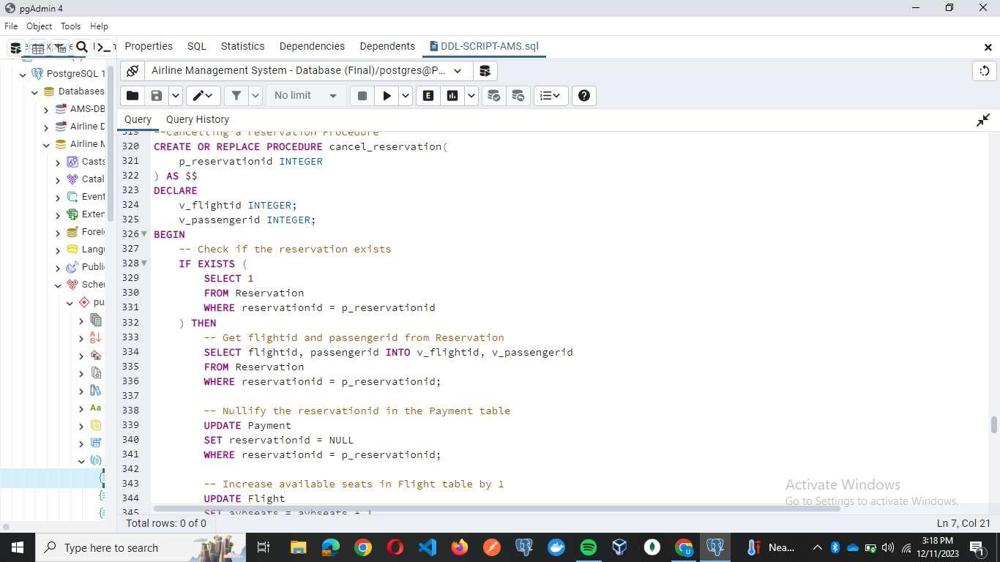 pgAdmin 4
File Object Tools Help
Properties SQL Statistics Dependencies Dependents DDL-SCRIPT-AMS.sql
PostgreSQL 1
Databases
AMS-DB
Airline D
Airline M
Casts
Catal
Event
Exter
Forei
Langu
Public
Scher
pu
Aa
Airline Management System - Database (Final)/postgres@P...
No limit
E
Query Query History
319 --Cancelling a reservation Procedure
320 CREATE OR REPLACE PROCEDURE cancel_reservation(
321 p_reservationid INTEGER
322 ) AS $$
323 DECLARE
324 v_flightid INTEGER;
325 v_passengerid INTEGER;
326 BEGIN
327 -- Check if the reservation exists
328 IF EXISTS (
329 SELECT 1
330 FROM Reservation
331 WHERE reservationid = p_reservationid
332 ) THEN
333 -- Get flightid and passengerid from Reservation
334 SELECT flightid, passengerid INTO v_flightid, v_passengerid
335 FROM Reservation
336 WHERE reservationid = p_reservationid;
337
338 -- Nullify the reservationid in the Payment table
339 UPDATE Payment
340 SET reservationid = NULL
341 WHERE reservationid = p_reservationid;
342
343 -- Increase available seats in Flight table by 1
344 UPDATE Flight
345 SET avbseats = avbseats + 1
Activate Windows
Go to Settings to activate Windows.
Total rows: 0 of 0
Ln 7, Col 21
Type here to search
Nea...
3:18 PM
12/11/2023
1